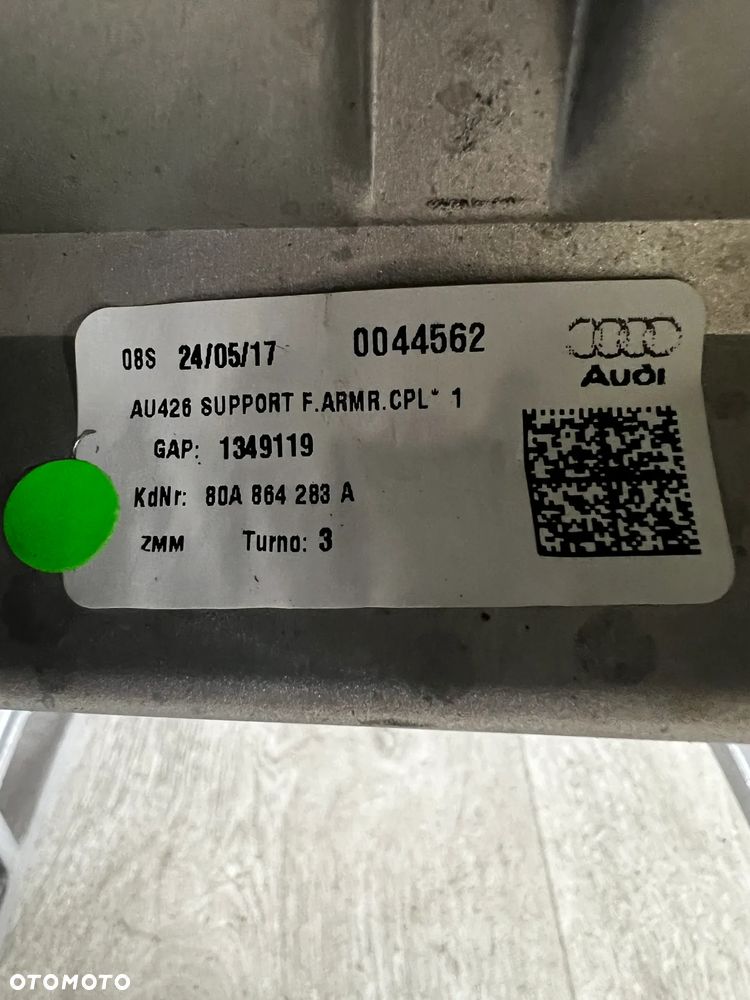 08S 24/05/17 0044562
Audi
AU426 SUPPORT F.ARMR.CPL* 1
GAP: 1349119
KdNr: 80A 864 283 A
ZMM Turno: 3
OTOMOTO